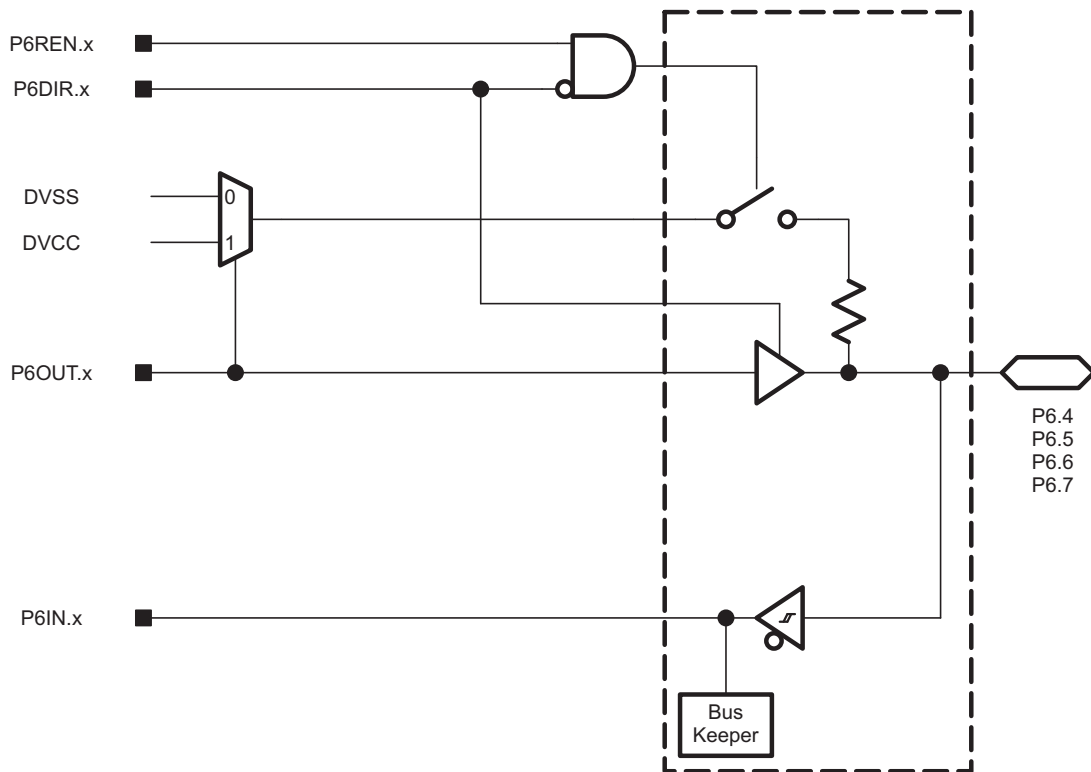 P6REN.x
P6DIR.x
DVSS
0
DVCC
1
P6OUT.x
P6.4
P6.5
P6.6
P6.7
P6IN.x
Bus
Keeper